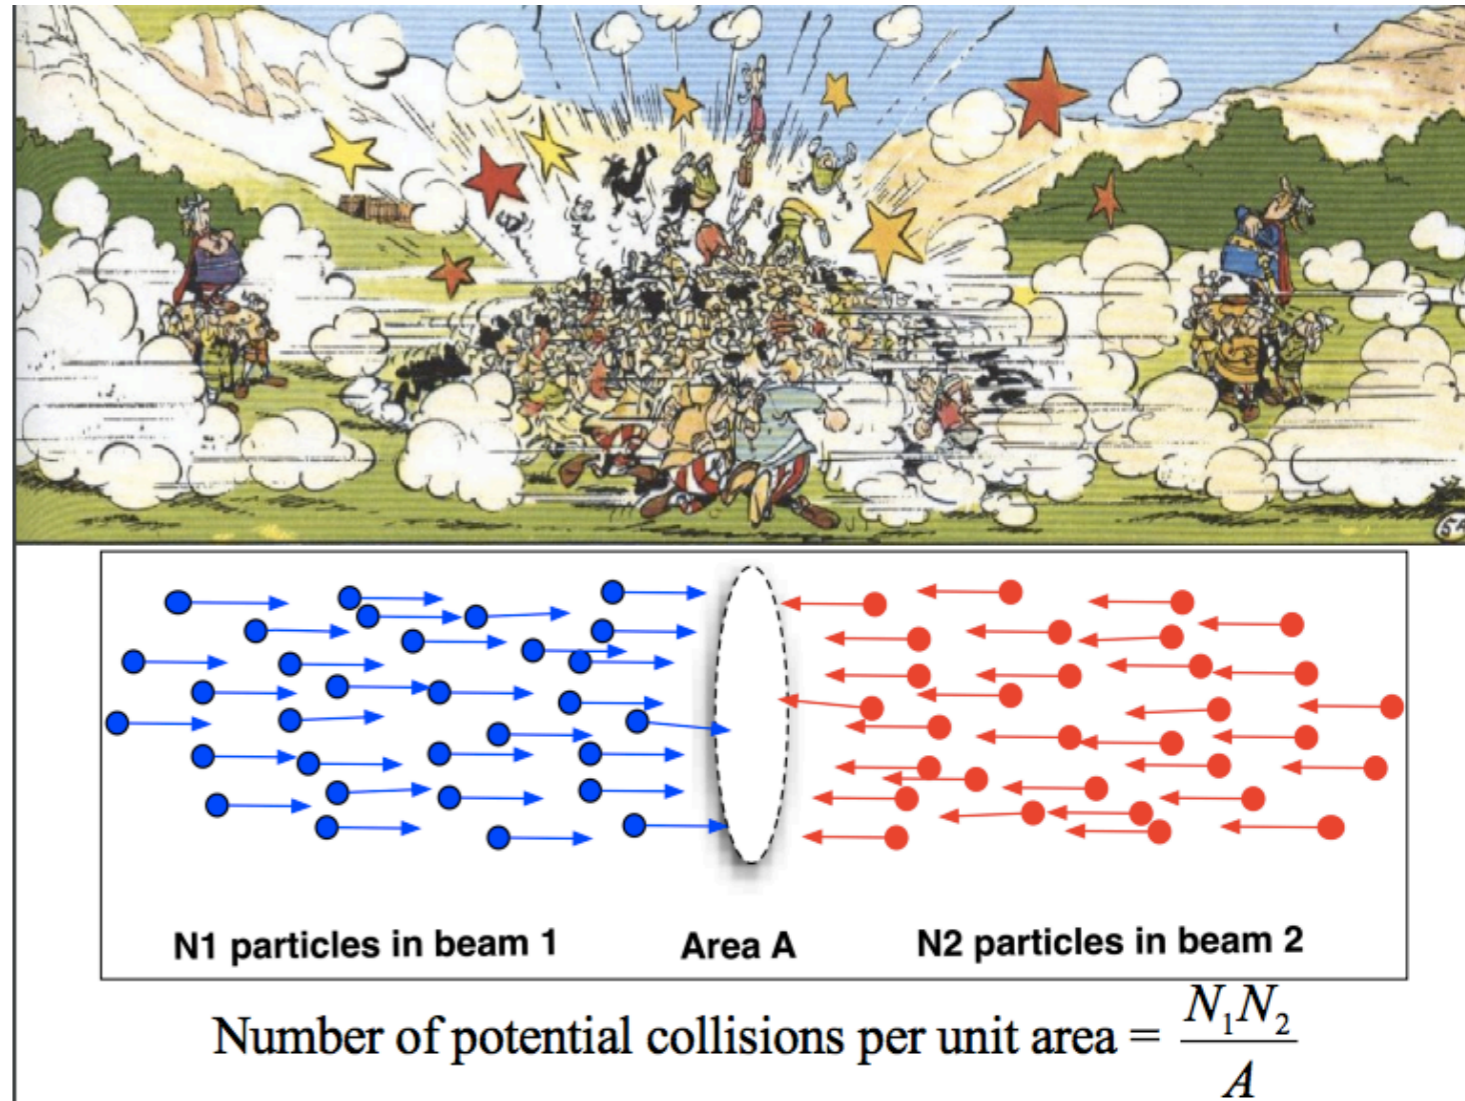 N1 particles in beam 1 Area A N2 particles in beam 2
Number of potential collisions per unit area = N₁N₂ / A